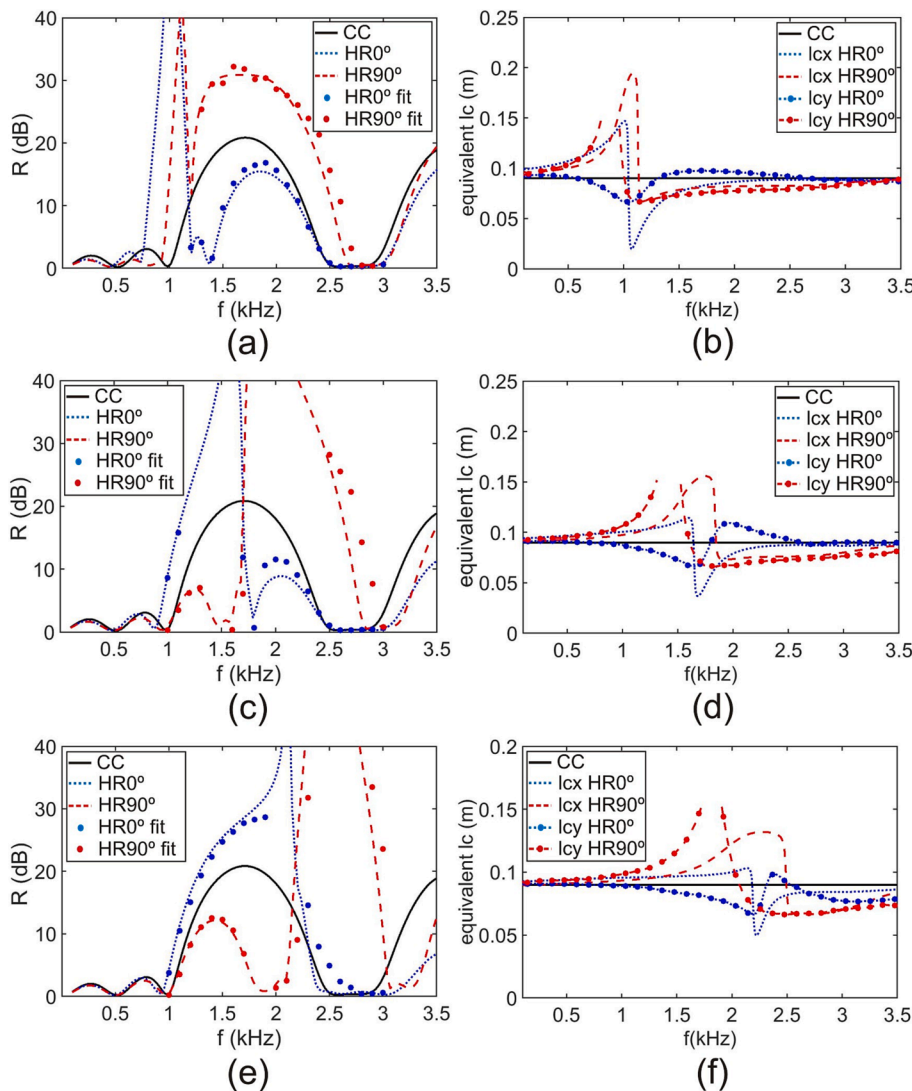 40
30
20
10
0
R (dB)
0.5
1
1.5
2
2.5
3
3.5
f (kHz)
CC
HR0º
HR90º
HR0º fit
HR90º fit
(a)
0.25
0.2
0.15
0.1
0.05
0
equivalent lc (m)
1
2
3
0.5
1.5
2.5
3.5
f(kHz)
CC
lcx HR0º
lcx HR90º
lcy HR0º
lcy HR90º
(b)
40
30
20
10
0
R (dB)
0.5
1
1.5
2
2.5
3
3.5
f (kHz)
CC
HR0º
HR90º
HR0º fit
HR90º fit
(c)
0.25
0.2
0.15
0.1
0.05
0
equivalent lc (m)
0.5
1
1.5
2
2.5
3
3.5
f(kHz)
CC
lcx HR0º
lcx HR90º
lcy HR0º
lcy HR90º
(d)
40
30
20
10
0
R (dB)
0.5
1
1.5
2
2.5
3
3.5
f (kHz)
CC
HR0º
HR90º
HR0º fit
HR90º fit
(e)
0.2
0.15
0.1
0.05
0
equivalent lc (m)
0.5
1
1.5
2
2.5
3
3.5
f(kHz)
CC
lcx HR0º
lcx HR90º
lcy HR0º
lcy HR90º
(f)